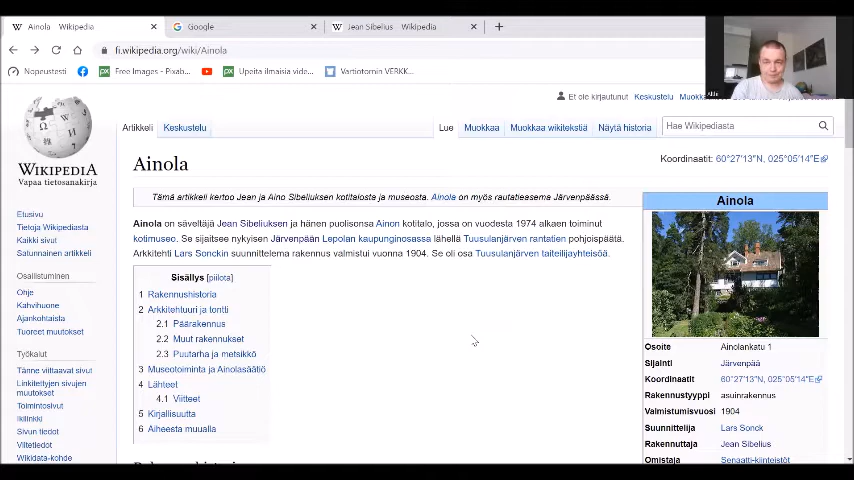 Ainola – Wikipedia
Google
Jean Sibelius – Wikipedia
fi.wikipedia.org/wiki/Ainola
Nopeustesti
Free Images - Pixab...
Upeita ilmaisia vide...
Vartiotornin VERKK...
Et ole kirjautunut
Keskustelu
Artikkeli
Keskustelu
Lue
Muokkaa
Muokkaa wikitekstiä
Näytä historia
Hae Wikipediasta
WIKIPEDIA
Vapaa tietosanakirja
Ainola
Koordinaatit: 60°27′13″N, 025°05′14″E
Tämä artikkeli kertoo Jean ja Aino Sibeliuksen kotitalosta ja museosta. Ainola on myös rautatieasema Järvenpäässä.
Ainola on säveltäjä Jean Sibeliuksen ja hänen puolisonsa Ainon kotitalo, jossa on vuodesta 1974 alkaen toiminut
kotimuseo. Se sijaitsee nykyisen Järvenpään Lepolan kaupunginosassa lähellä Tuusulanjärven rantatien pohjoispäätä.
Arkkitehti Lars Sonckin suunnittelema rakennus valmistui vuonna 1904. Se oli osa Tuusulanjärven taiteilijayhteisöä.
Sisällys [piilota]
1 Rakennushistoria
2 Arkkitehtuuri ja tontti
2.1 Päärakennus
2.2 Muut rakennukset
2.3 Puutarha ja metsikkö
3 Museotoiminta ja Ainolasäätiö
4 Lähteet
4.1 Viitteet
5 Kirjallisuutta
6 Aiheesta muualla
Etusivu
Tietoja Wikipediasta
Kaikki sivut
Satunnainen artikkeli
Osallistuminen
Ohje
Kahvihuone
Ajankohtaista
Tuoreet muutokset
Työkalut
Tänne viittaavat sivut
Linkitettyjen sivujen
muutokset
Toimintosivut
Ikilinkki
Sivun tiedot
Viitetiedot
Wikidata-kohde
Ainola
Osoite Ainolankatu 1
Sijainti Järvenpää
Koordinaatit 60°27′13″N, 025°05′14″E
Rakennustyyppi asuinrakennus
Valmistumisvuosi 1904
Suunnittelija Lars Sonck
Rakennuttaja Jean Sibelius
Omistaja Senaatti-kiinteistöt